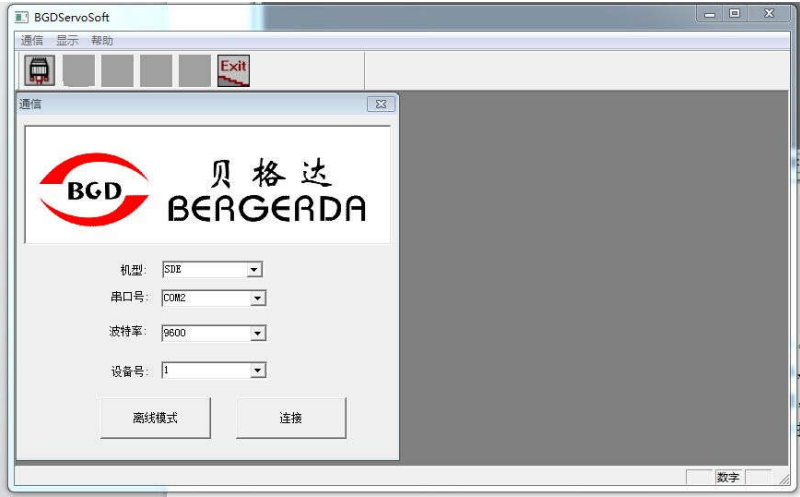 BGDServoSoft
通信 显示 帮助
Exit
通信
BGD
贝格达
BERGERDA
机型: SDE
串口号: COM2
波特率: 9600
设备号: 1
离线模式 连接
数字